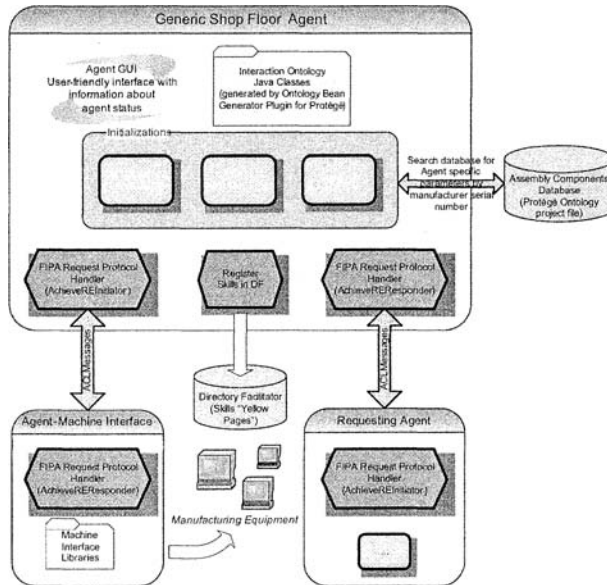 Generic Shop Floor Agent
Agent GUI
User-friendly interface with
information about
agent status
Interaction Ontology
Java Classes
(generated by Ontology Bean
Generator Plugin for Protégé)
Initializations
Search database for
Agent specific
parameters by
manufacturer serial
number
Assembly Components
Database
(Protégé Ontology
project file)
FIPA Request Protocol
Handler
(AchieveREInitiator)
Register
Skills in DF
FIPA Request Protocol
Handler
(AchieveREResponder)
ACLMessages
ACLMessages
Directory Facilitator
(Skills "Yellow
Pages")
Agent-Machine Interface
FIPA Request Protocol
Handler
(AchieveREResponder)
Machine
Interface
Libraries
Manufacturing Equipment
Requesting Agent
FIPA Request Protocol
Handler
(AchieveREInitiator)